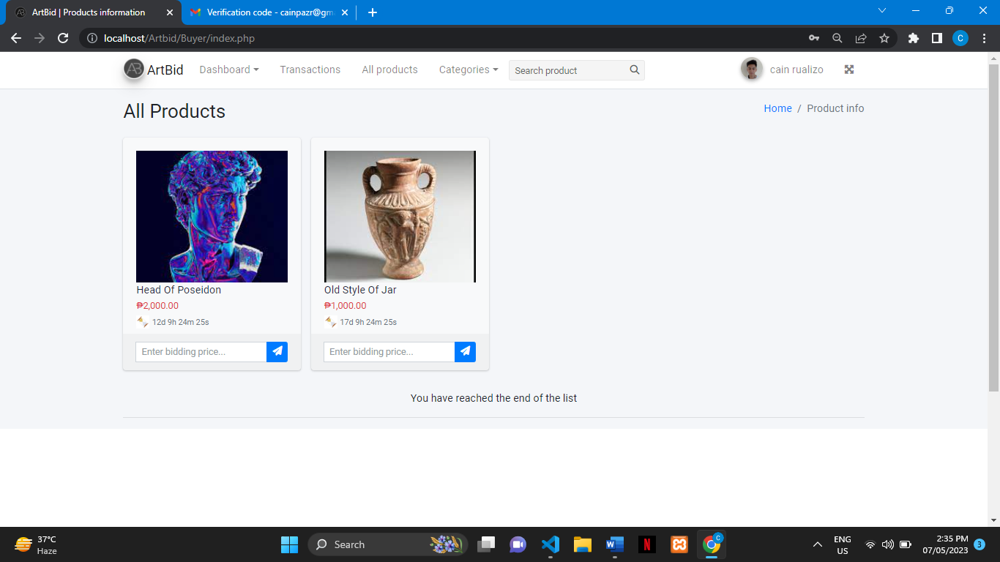 ArtBid | Products information
Verification code - cainpazr@gm
localhost/Artbid/Buyer/index.php
C
AB ArtBid
Dashboard
Transactions
All products
Categories
Search product
cain rualizo
All Products
Home / Product info
Head Of Poseidon
₱2,000.00
12d 9h 24m 25s
Enter bidding price...
Old Style Of Jar
₱1,000.00
17d 9h 24m 25s
Enter bidding price...
You have reached the end of the list
37°C
Haze
Search
N
C
ENG
US
2:35 PM
07/05/2023
3